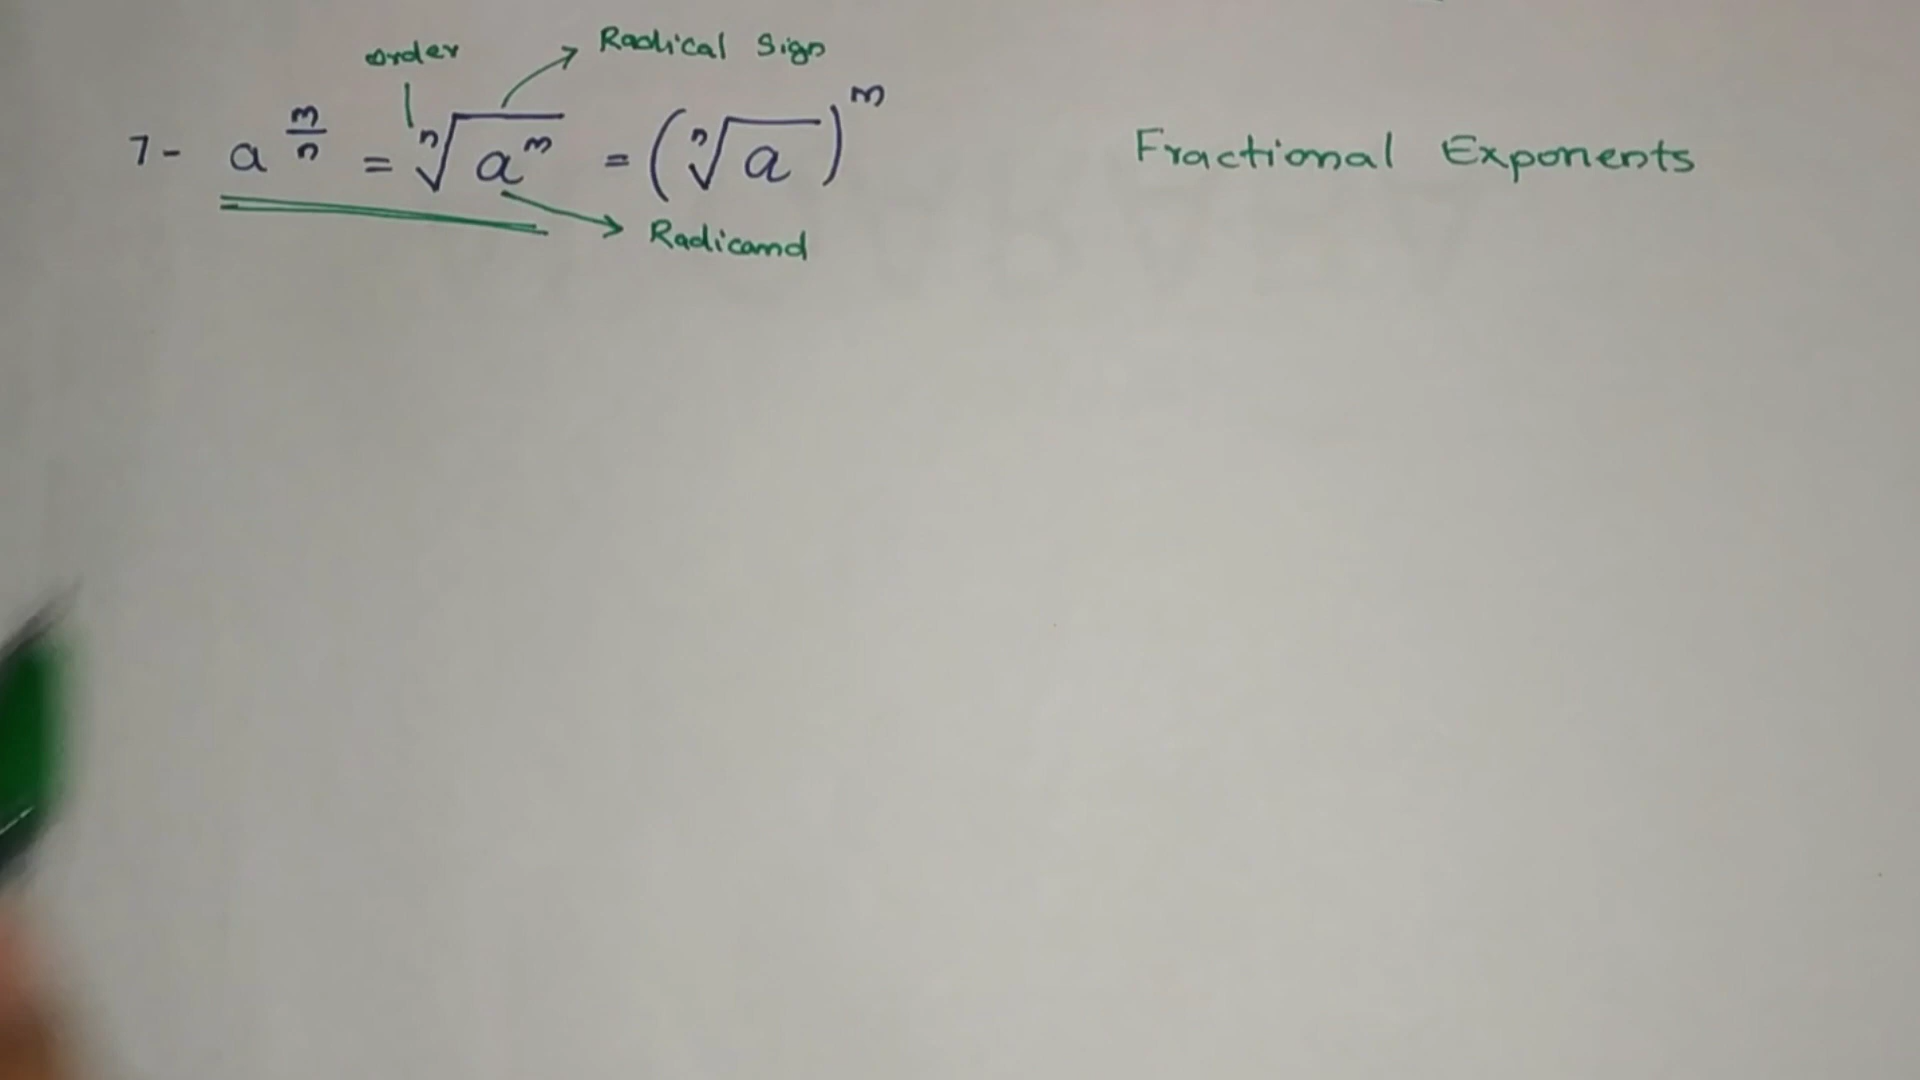 order
Radical Sign
7- a^(m/n) = ⁿ√(a^m) = (ⁿ√a)^m
Fractional Exponents
Radicand